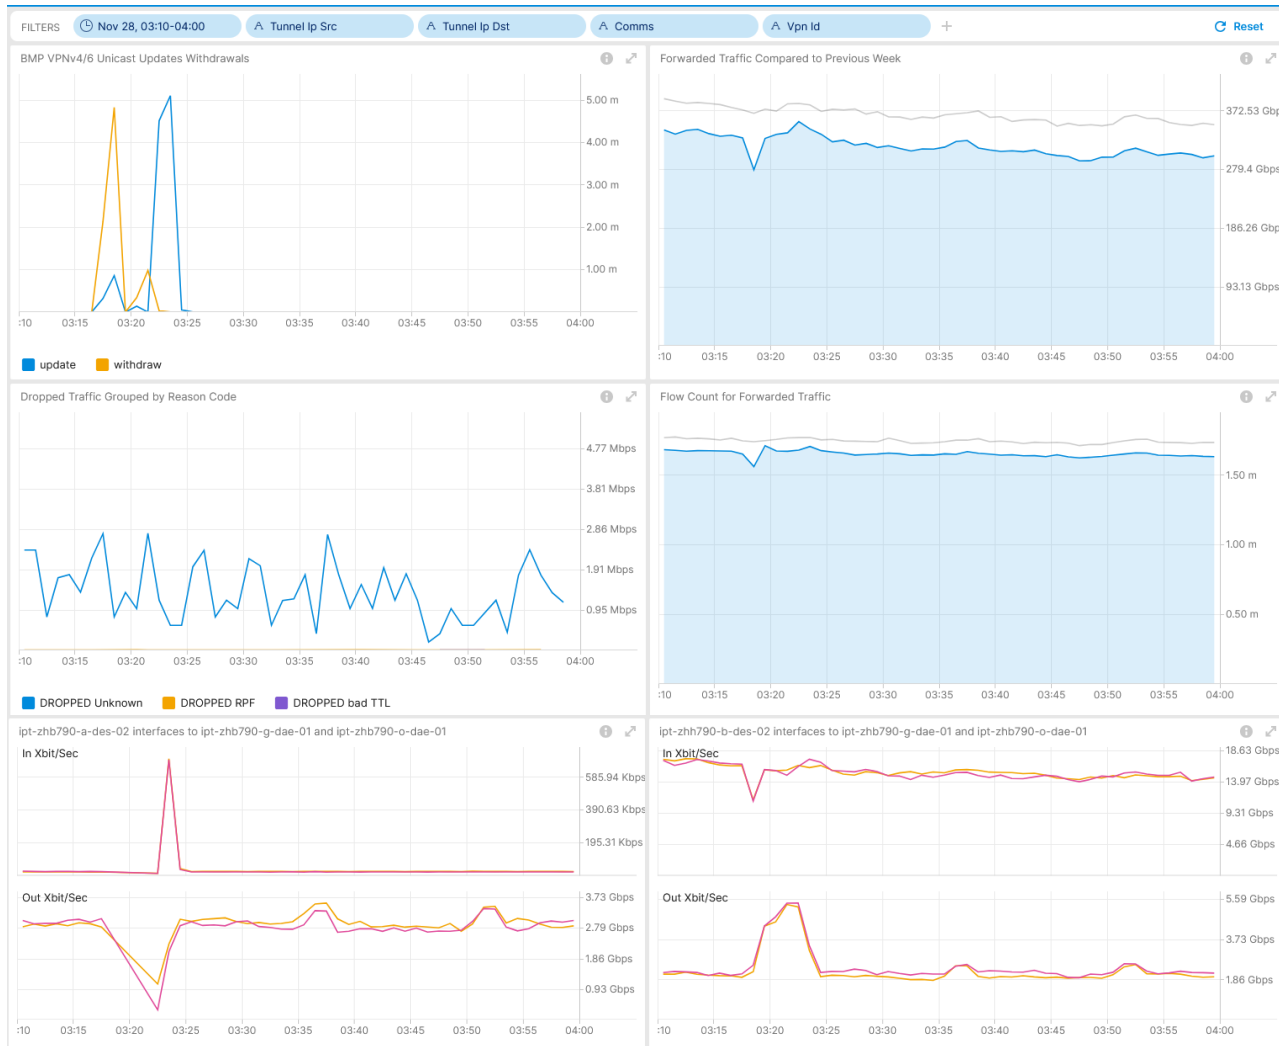 FILTERS Nov 28, 03:10-04:00 A Tunnel Ip Src A Tunnel Ip Dst A Comms A Vpn Id + Reset
BMP VPNv4/6 Unicast Updates Withdrawals
5.00 m
4.00 m
3.00 m
2.00 m
1.00 m
:10 03:15 03:20 03:25 03:30 03:35 03:40 03:45 03:50 03:55 04:00
update withdraw
Forwarded Traffic Compared to Previous Week
372.53 Gbp
279.4 Gbps
186.26 Gbp
93.13 Gbps
:10 03:15 03:20 03:25 03:30 03:35 03:40 03:45 03:50 03:55 04:00
Dropped Traffic Grouped by Reason Code
4.77 Mbps
3.81 Mbps
2.86 Mbps
1.91 Mbps
0.95 Mbps
:10 03:15 03:20 03:25 03:30 03:35 03:40 03:45 03:50 03:55 04:00
DROPPED Unknown DROPPED RPF DROPPED bad TTL
Flow Count for Forwarded Traffic
1.50 m
1.00 m
0.50 m
:10 03:15 03:20 03:25 03:30 03:35 03:40 03:45 03:50 03:55 04:00
ipt-zhb790-a-des-02 interfaces to ipt-zhb790-g-dae-01 and ipt-zhb790-o-dae-01
In Xbit/Sec
585.94 Kbps
390.63 Kbps
195.31 Kbps
Out Xbit/Sec
3.73 Gbps
2.79 Gbps
1.86 Gbps
0.93 Gbps
:10 03:15 03:20 03:25 03:30 03:35 03:40 03:45 03:50 03:55 04:00
ipt-zhh790-b-des-02 interfaces to ipt-zhb790-g-dae-01 and ipt-zhb790-o-dae-01
In Xbit/Sec
18.63 Gbps
13.97 Gbps
9.31 Gbps
4.66 Gbps
Out Xbit/Sec
5.59 Gbps
3.73 Gbps
1.86 Gbps
:10 03:15 03:20 03:25 03:30 03:35 03:40 03:45 03:50 03:55 04:00